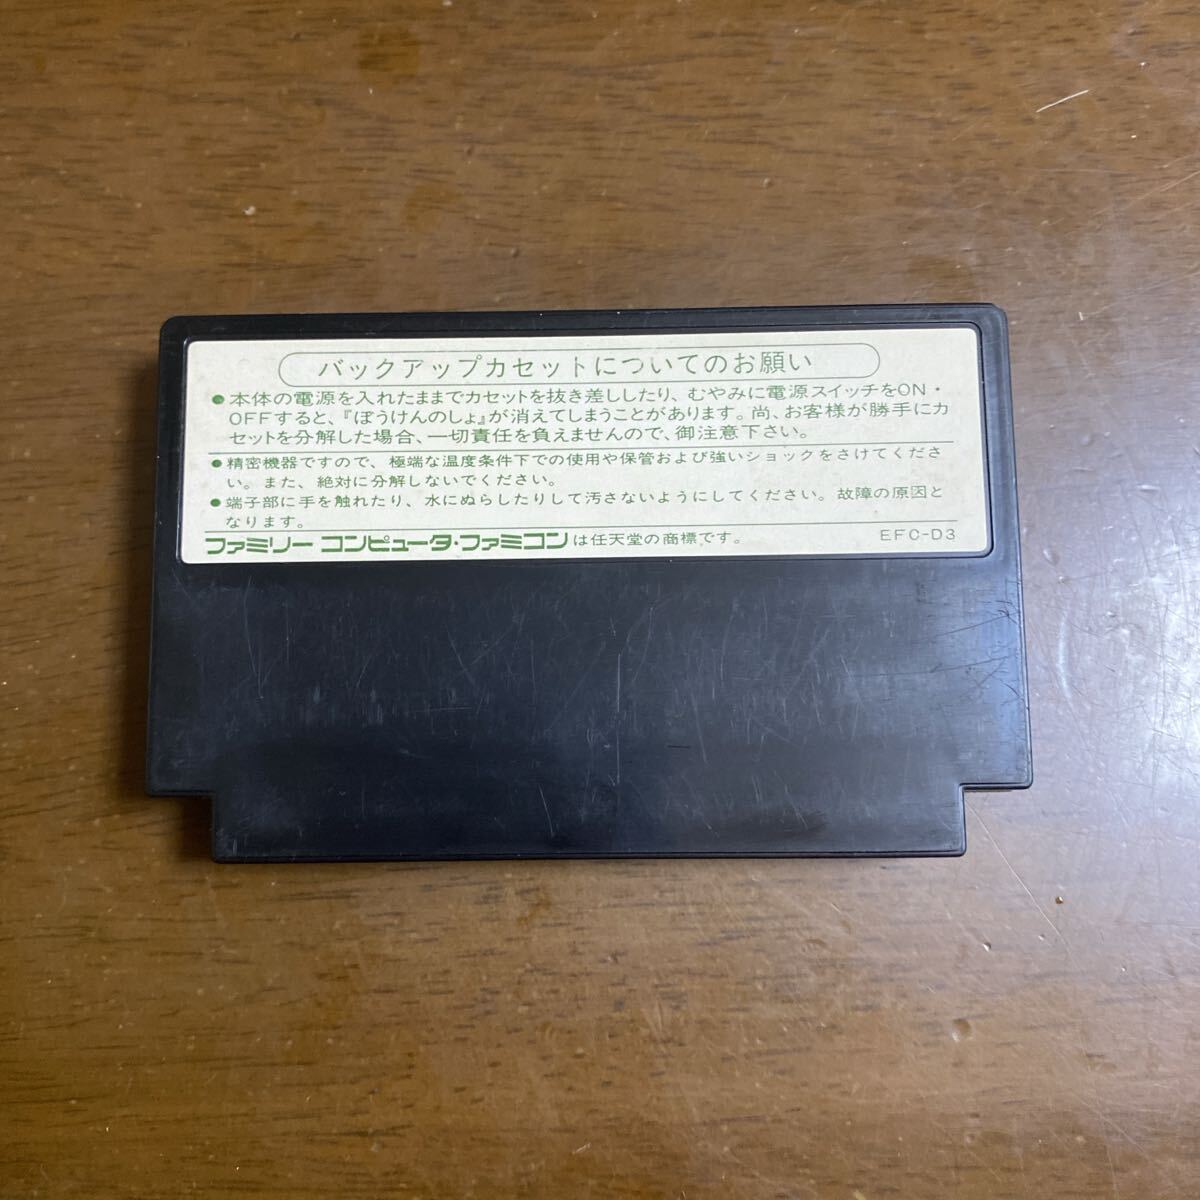 バックアップカセットについてのお願い
●本体の電源を入れたままでカセットを抜き差ししたり、むやみに電源スイッチをON・
OFFすると、『ぼうけんのしょ』が消えてしまうことがあります。尚、お客様が勝手にカ
セットを分解した場合、一切責任を負えませんので、御注意下さい。
●精密機器ですので、極端な温度条件下での使用や保管および強いショックをさけてくださ
い。また、絶対に分解しないでください。
●端子部に手を触れたり、水にぬらしたりして汚さないようにしてください。故障の原因と
なります。
ファミリー コンピュータ・ファミコンは任天堂の商標です。 EFC-D3